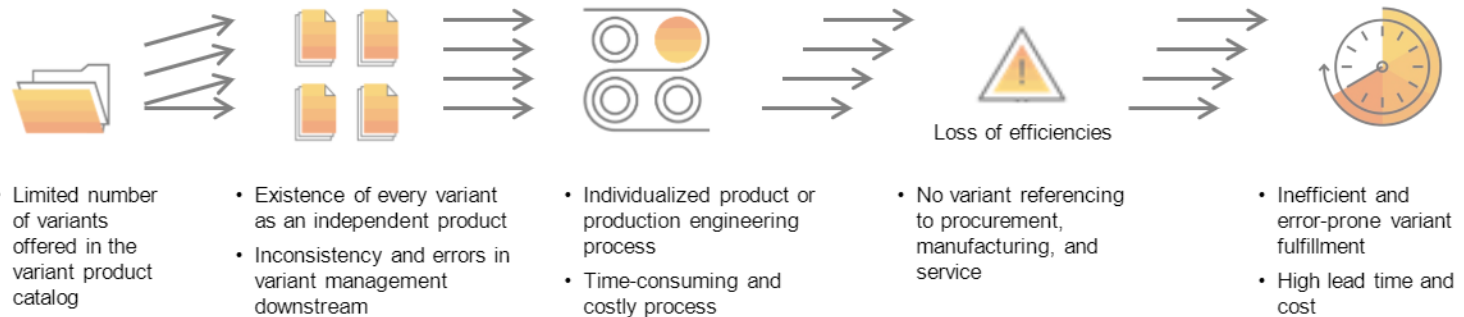 Loss of efficiencies
Limited number
of variants
offered in the
variant product
catalog
• Existence of every variant
as an independent product
• Inconsistency and errors in
variant management
downstream
• Individualized product or
production engineering
process
• Time-consuming and
costly process
• No variant referencing
to procurement,
manufacturing, and
service
• Inefficient and
error-prone variant
fulfillment
• High lead time and
cost